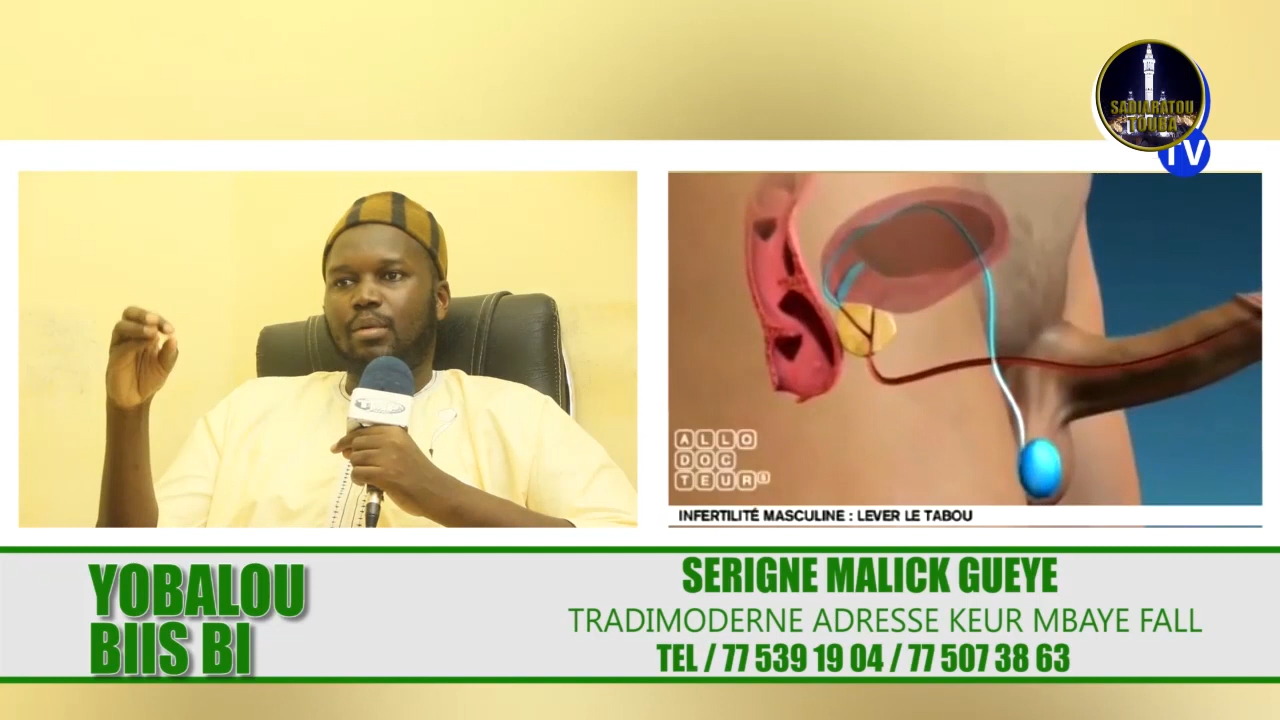 SADIARATOU
TOUBA
TV
ALLO
DOC
TEUR
INFERTILITÉ MASCULINE : LEVER LE TABOU
YOBALOU
BIIS BI
SERIGNE MALICK GUEYE
TRADIMODERNE ADRESSE KEUR MBAYE FALL
TEL / 77 539 19 04 / 77 507 38 63